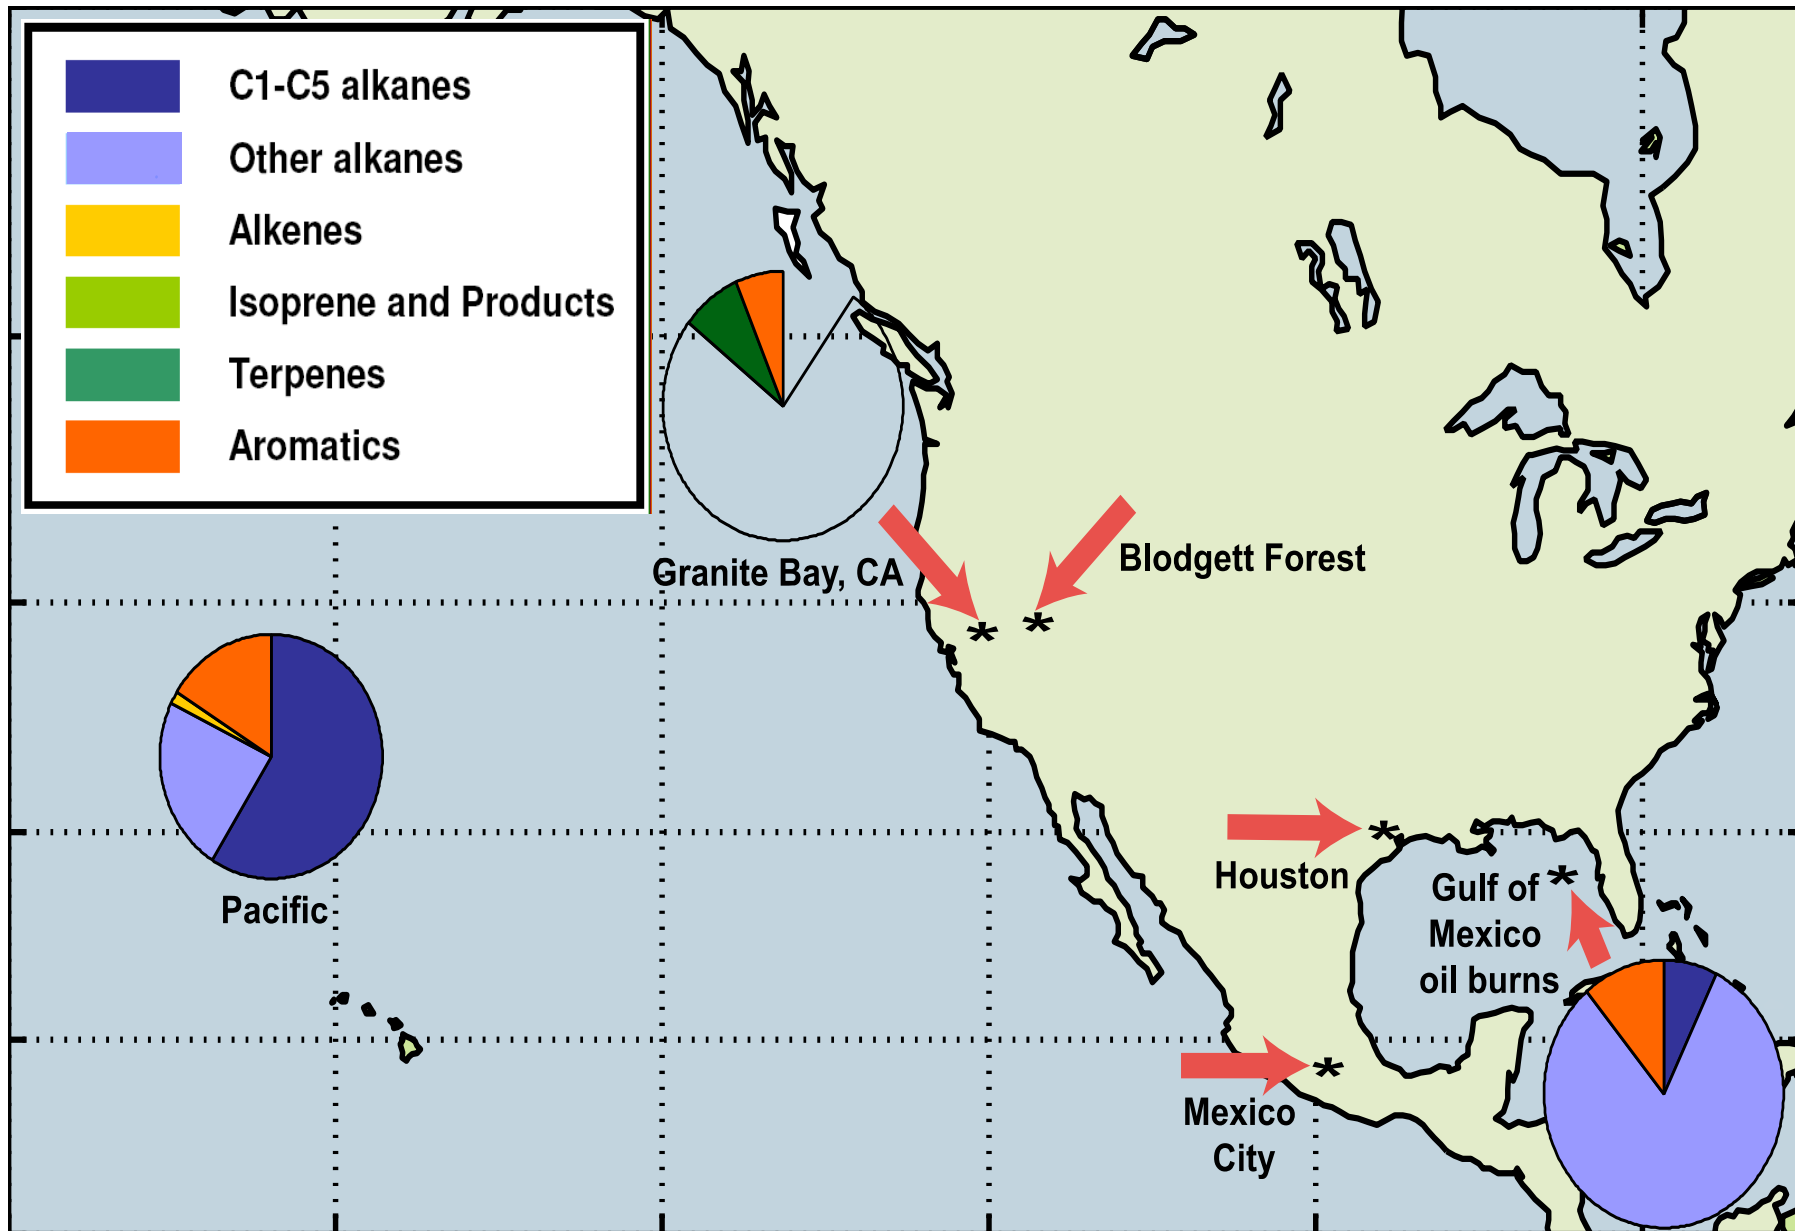 C1-C5 alkanes
Other alkanes
Alkenes
Isoprene and Products
Terpenes
Aromatics
Granite Bay, CA
Blodgett Forest
Pacific
Houston
Gulf of
Mexico
oil burns
Mexico
City